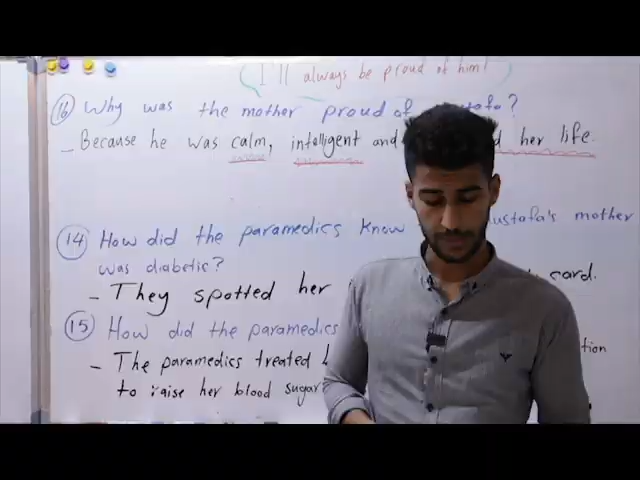 (I'll always be proud of him!)
16 Why was the mother proud of ?
- Because he was calm, intelligent and her life.
14 How did the paramedics know ustafa's mother
was diabetic?
- They spotted her card.
15 How did the paramedics
- The paramedics treated tion
to raise her blood sugar